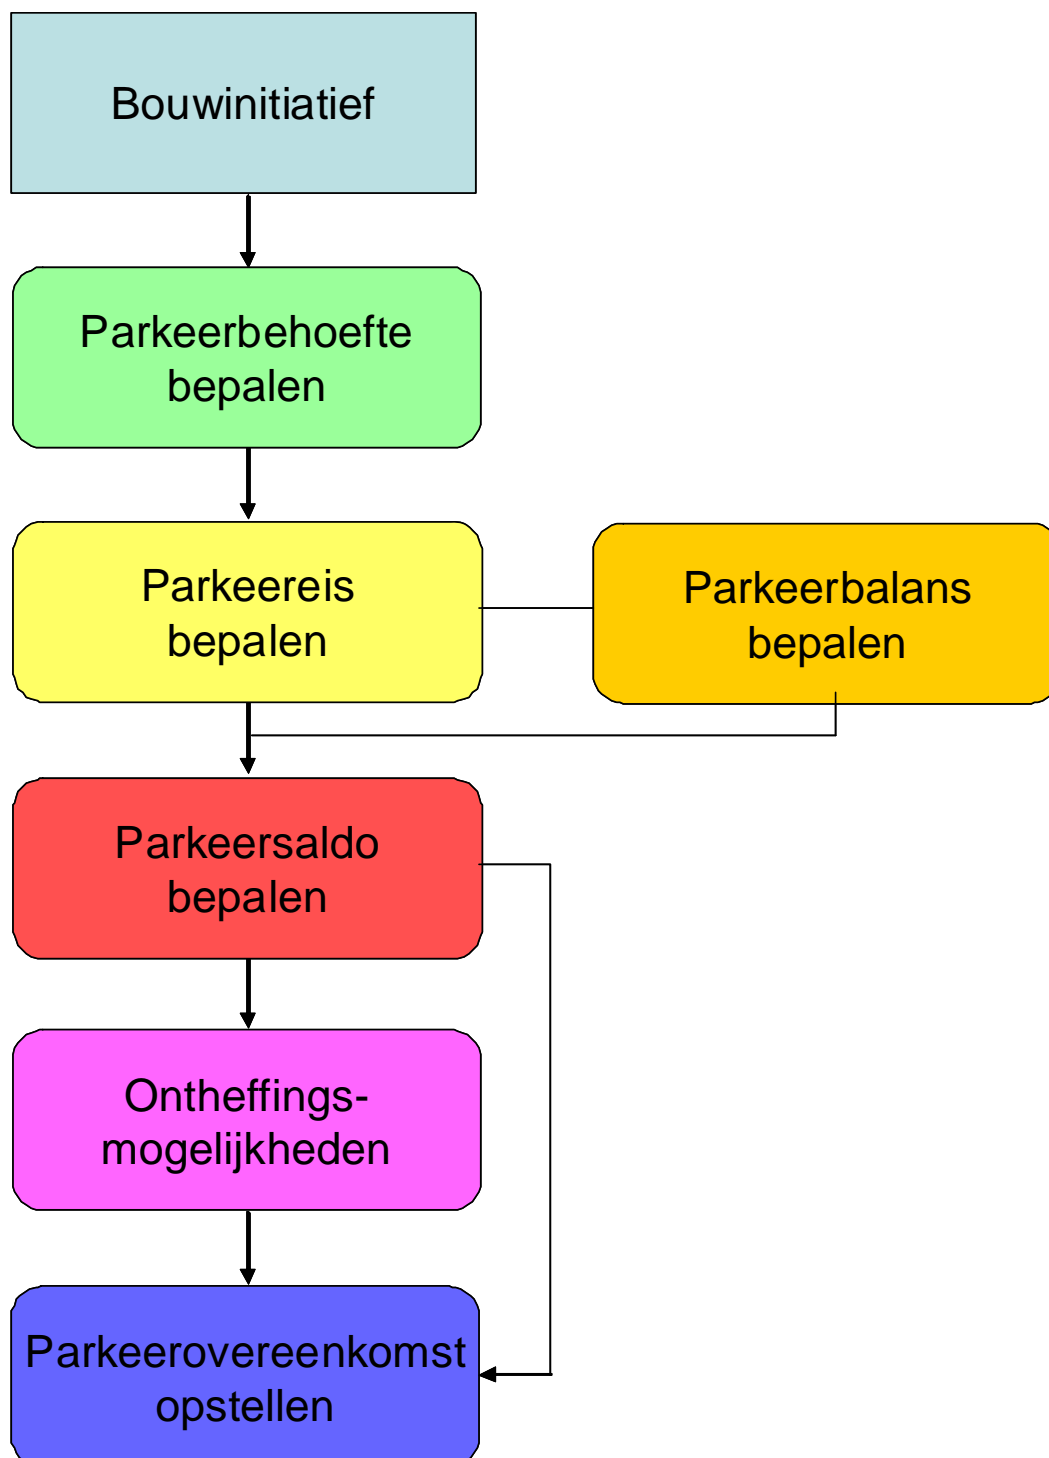 Bouwinitiatief
Parkeerbehoefte
bepalen
Parkeereis
bepalen
Parkeerbalans
bepalen
Parkeersaldo
bepalen
Ontheffings-
mogelijkheden
Parkeerovereenkomst
opstellen